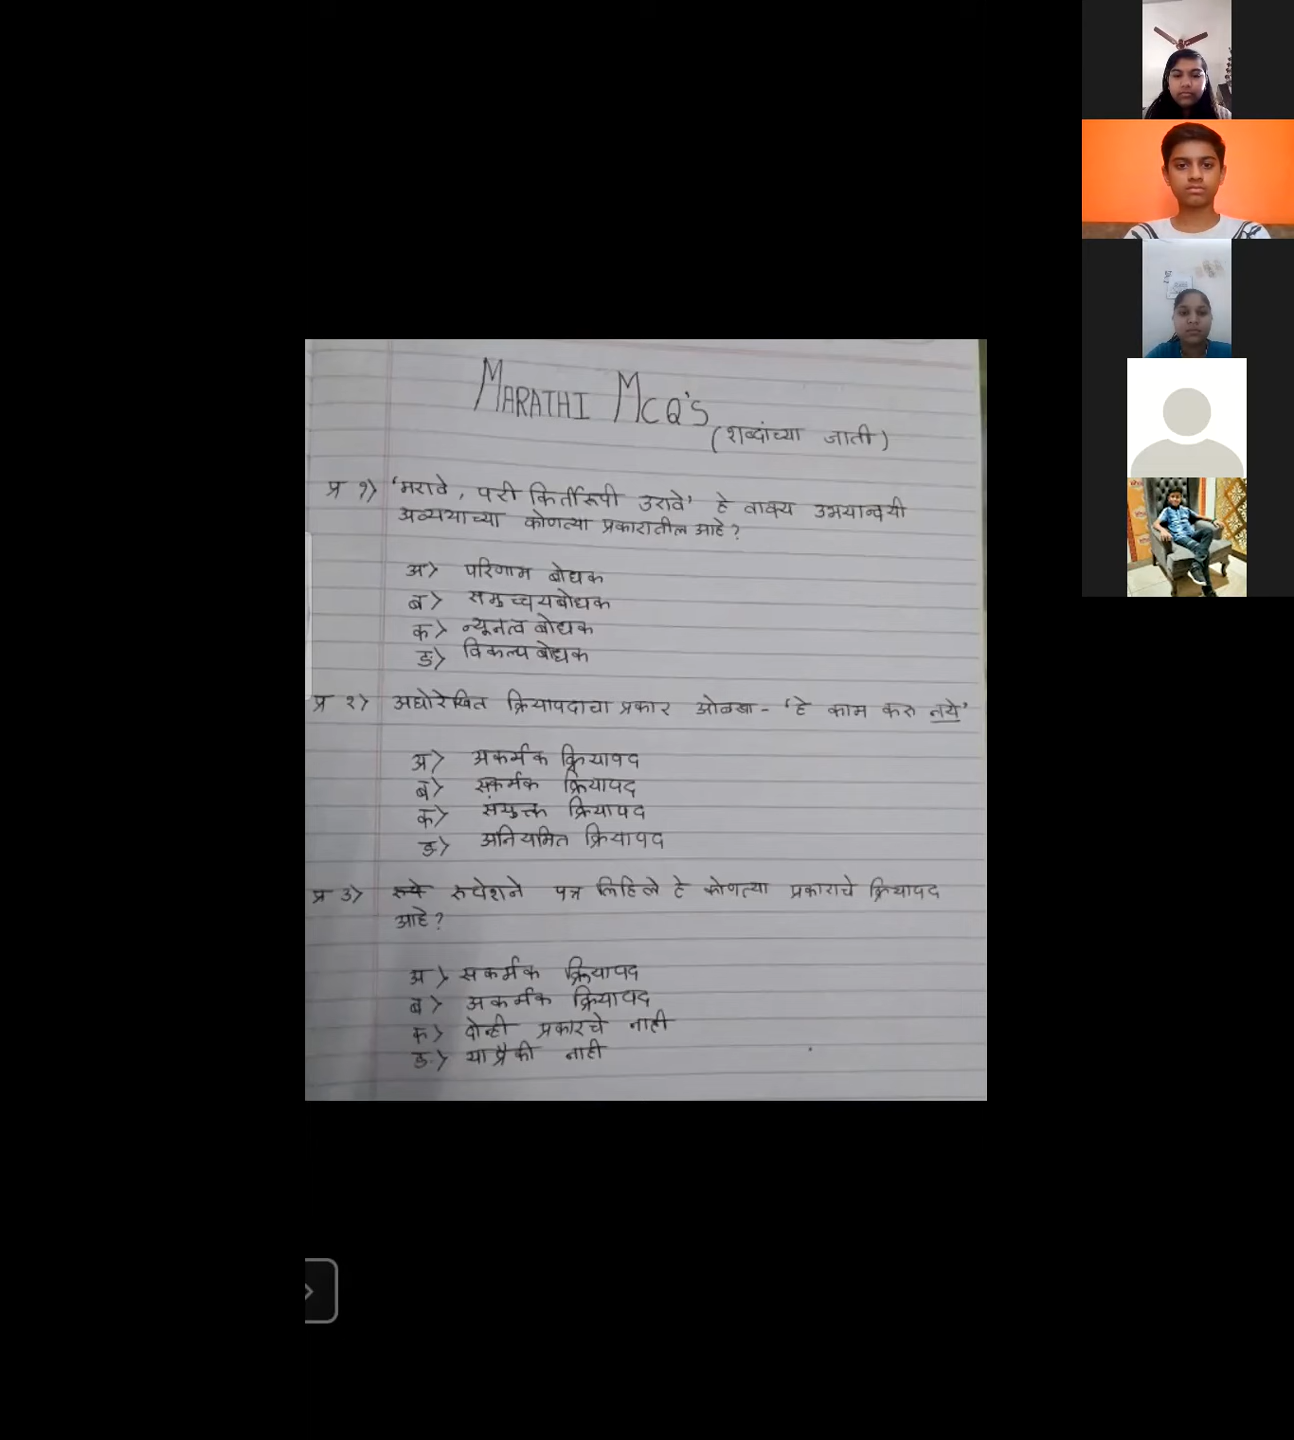 MARATHI MCQ'S
(शब्दांच्या जाती)
प्र १) 'मरावे, परी किर्तीरूपी उरावे' हे वाक्य उभयान्वयी
अव्ययाच्या कोणत्या प्रकारातील आहे?
अ) परिणाम बोधक
ब) समुच्चयबोधक
क) न्यूनत्व बोधक
ङ) विकल्प बोधक
प्र २) अधोरेखित क्रियापदाचा प्रकार ओळखा - 'हे काम करु नये'
अ) अकर्मक क्रियापद
ब) सकर्मक क्रियापद
क) संयुक्त क्रियापद
ङ) अनियमित क्रियापद
प्र ३) रूपेशने पत्र लिहिले हे कोणत्या प्रकाराचे क्रियापद
आहे?
अ) सकर्मक क्रियापद
ब) अकर्मक क्रियापद
क) दोन्ही प्रकारचे नाही
ङ) याप्रैकी नाही